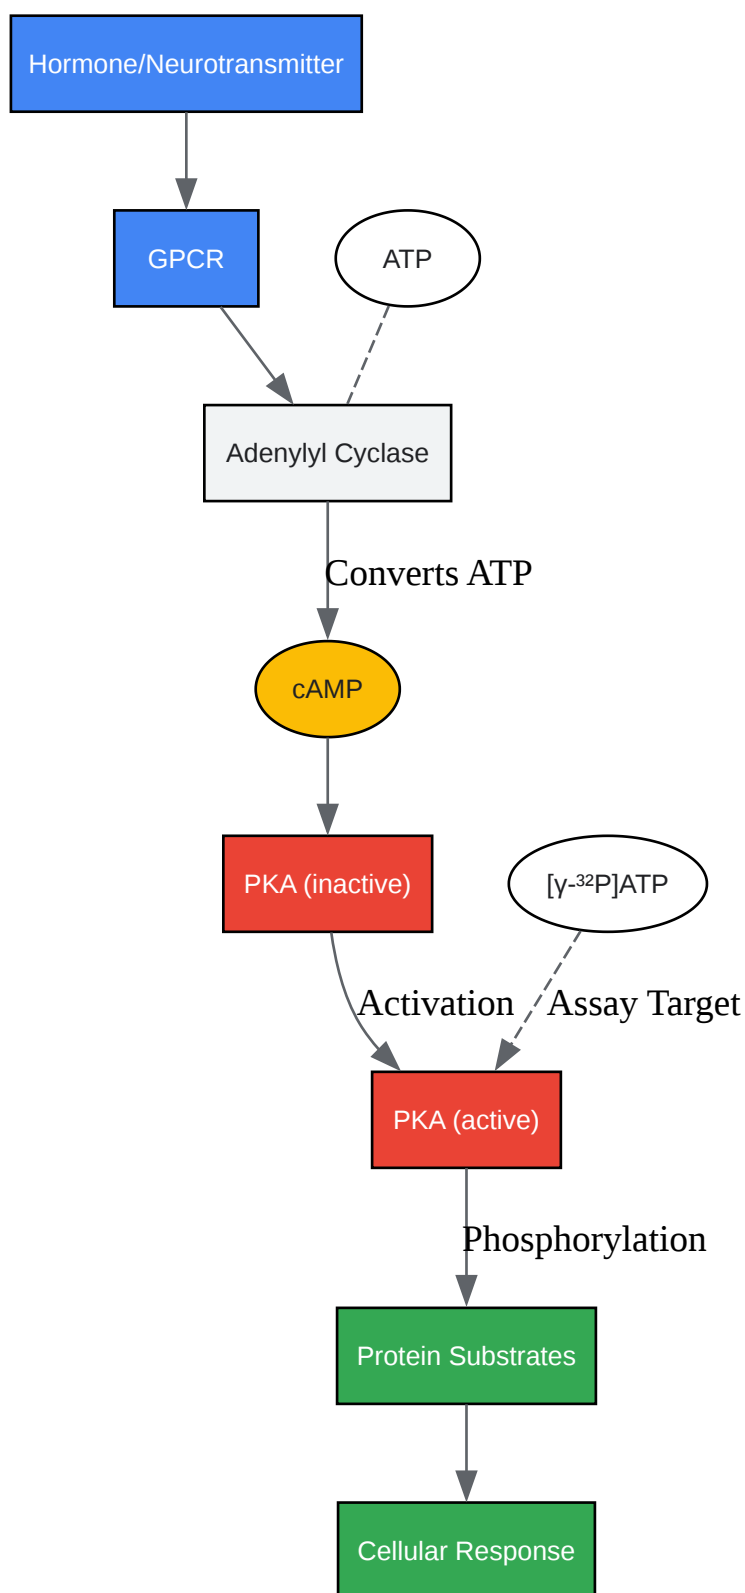 Hormone/Neurotransmitter
GPCR
ATP
Adenylyl Cyclase
Converts ATP
cAMP
PKA (inactive)
[γ-³²P]ATP
Activation
Assay Target
PKA (active)
Phosphorylation
Protein Substrates
Cellular Response